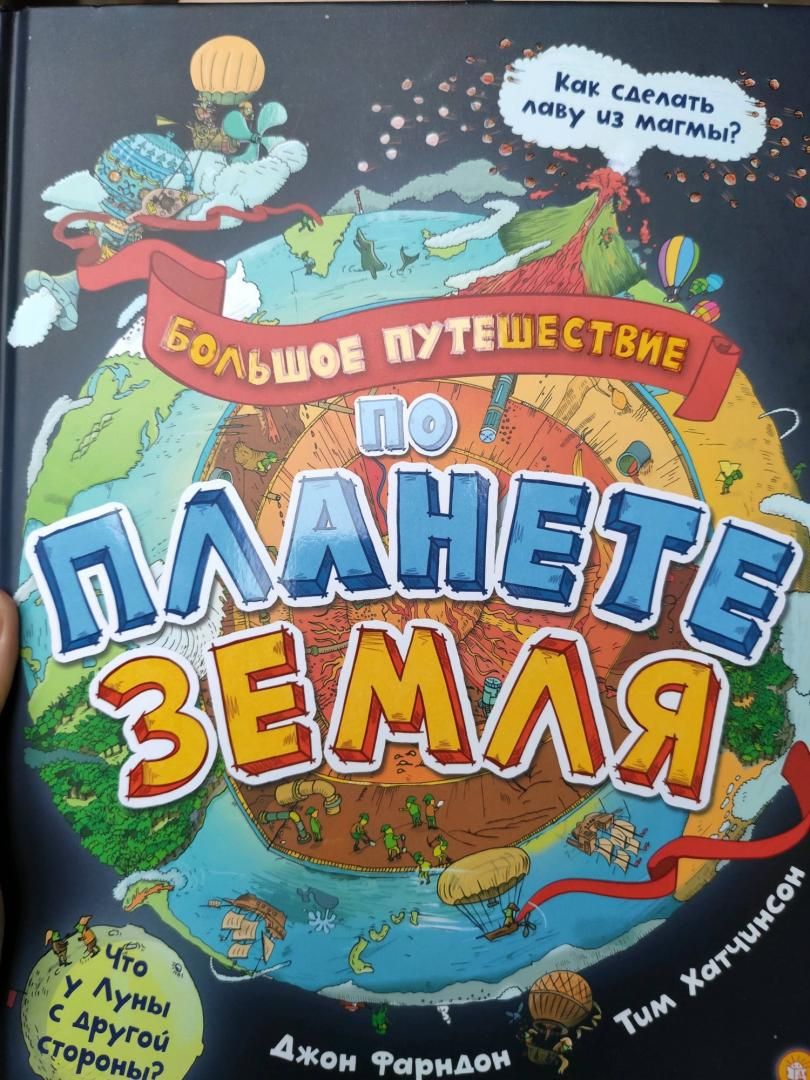 Как сделать
лаву из магмы?
БОЛЬШОЕ ПУТЕШЕСТВИЕ
ПО
ПЛАНЕТЕ
ЗЕМЛЯ
Что
у Луны
с другой
стороны?
Джон Фарндон
Тим Хатчинсон